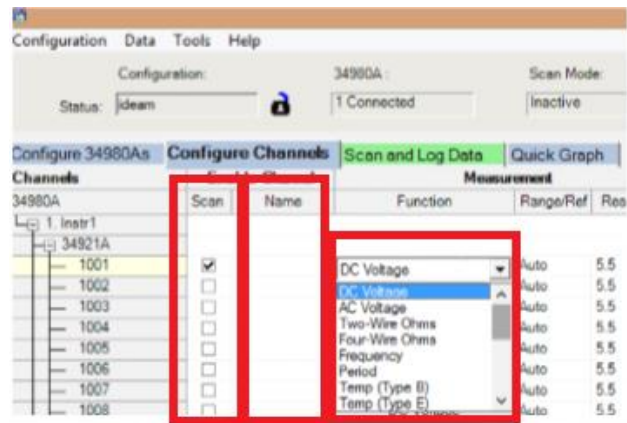 Configuration Data Tools Help
Configuration: 34980A : Scan Mode:
Status: ideam 1 Connected Inactive
Configure 34980As Configure Channels Scan and Log Data Quick Graph
Channels Measurement
34980A Scan Name Function Range/Ref Res
1. Instr1
34921A
1001 DC Voltage Auto 5.5
1002 DC Voltage Auto 5.5
1003 AC Voltage Auto 5.5
1004 Two-Wire Ohms Auto 5.5
Four-Wire Ohms
1005 Frequency Auto 5.5
1006 Period Auto 5.5
1007 Temp (Type B) Auto 5.5
1008 Temp (Type E) Auto 5.5